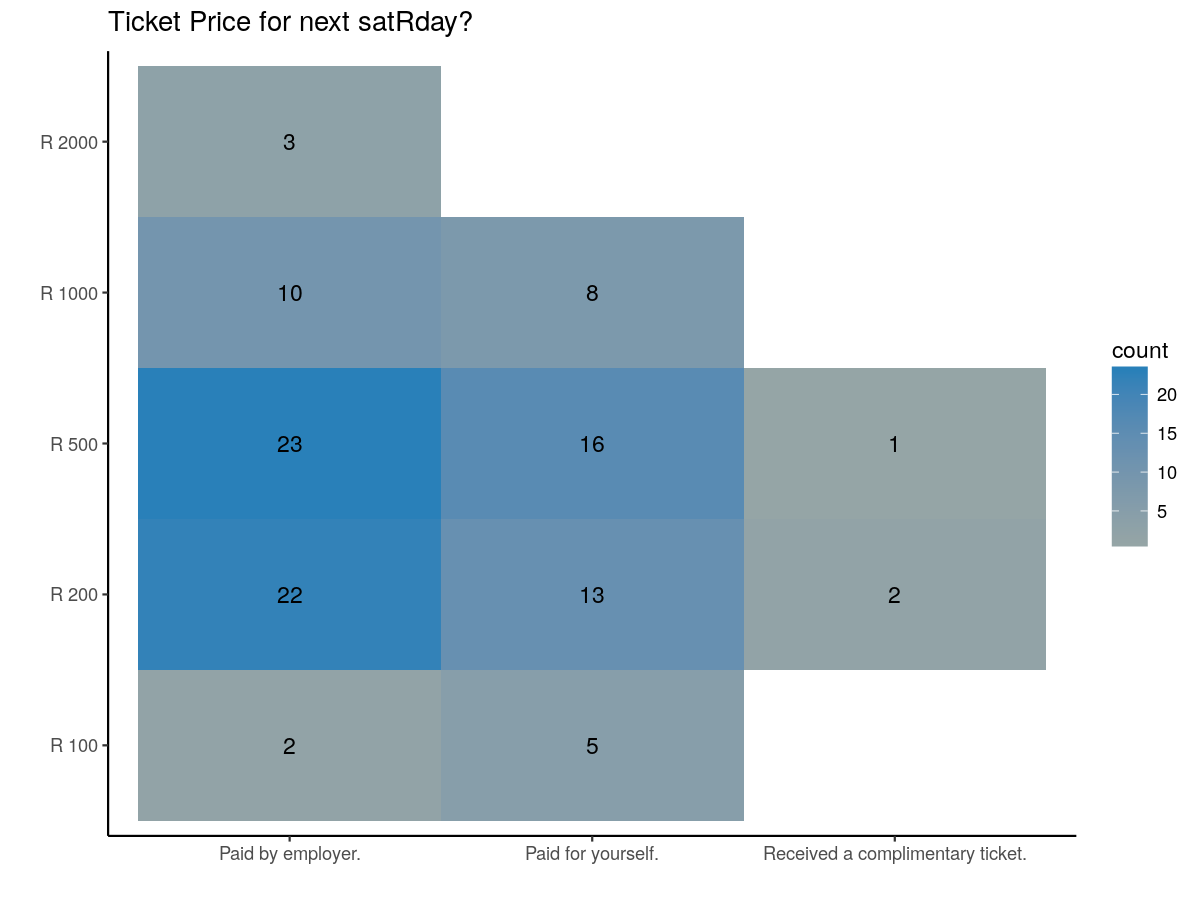 Ticket Price for next satRday?
R 2000
3
R 1000
10
8
R 500
23
16
1
R 200
22
13
2
R 100
2
5
Paid by employer.
Paid for yourself.
Received a complimentary ticket.
count
20
15
10
5